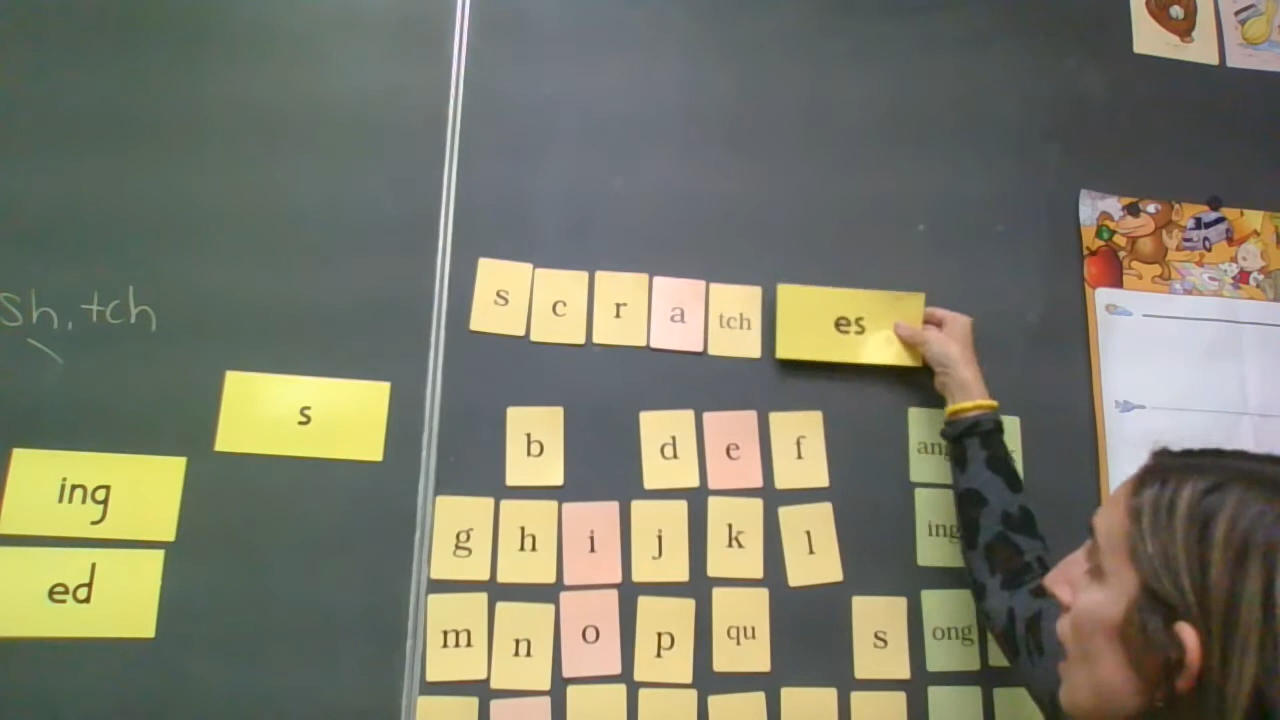 sh, tch
s
ing
ed
s c r a tch es
b d e f ang
g h i j k l ing
m n o p qu s ong